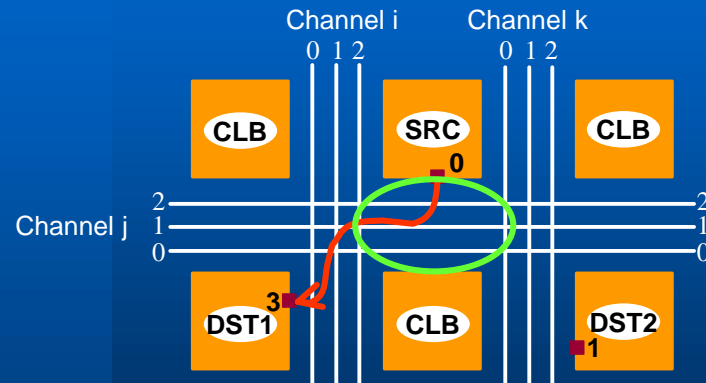 Channel i Channel k
0 1 2 0 1 2
CLB SRC CLB
0
2 2
Channel j 1 1
0 0
3
DST1 CLB DST2
1